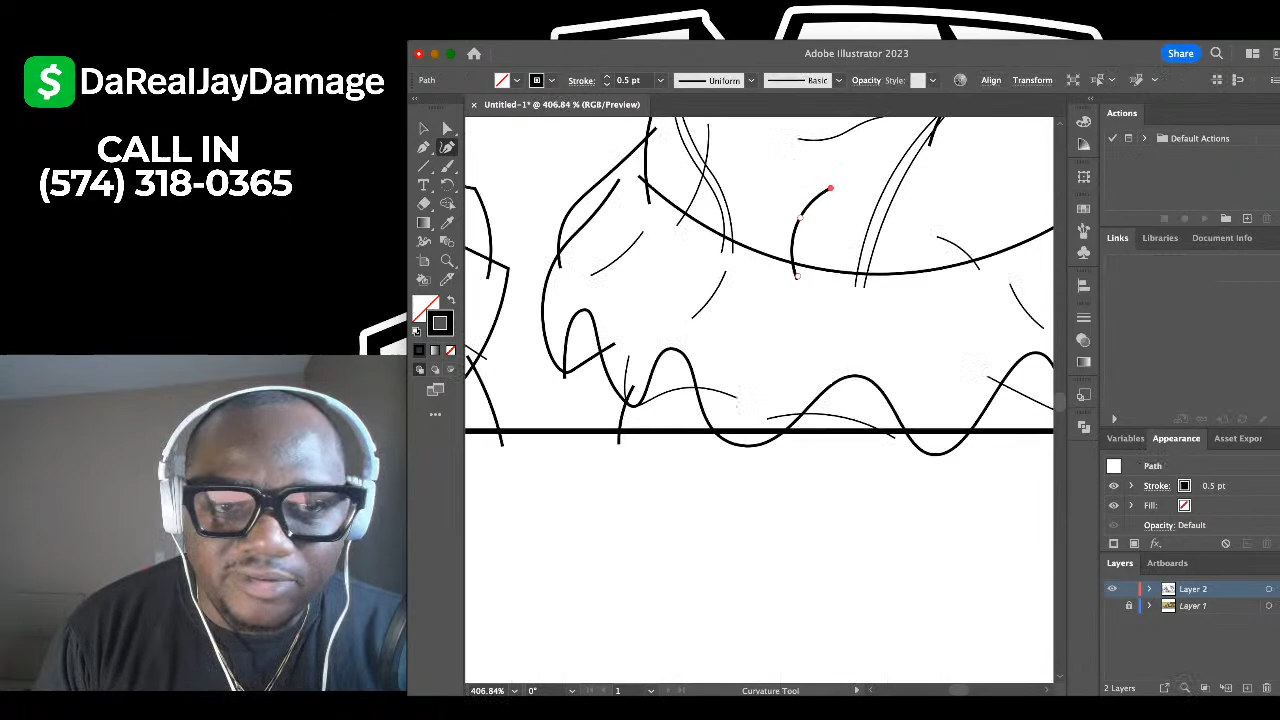 $ DaRealJayDamage
CALL IN
(574) 318-0365
Adobe Illustrator 2023
Share
Path
Stroke:
0.5 pt
Uniform
Basic
Opacity
Style:
Align
Transform
× Untitled-1* @ 406.84 % (RGB/Preview)
Actions
Default Actions
Links
Libraries
Document Info
Variables
Appearance
Asset Expor
Path
Stroke:
0.5 pt
Fill:
Opacity: Default
fx
Layers
Artboards
Layer 2
Layer 1
2 Layers
406.84%
0°
1
Curvature Tool